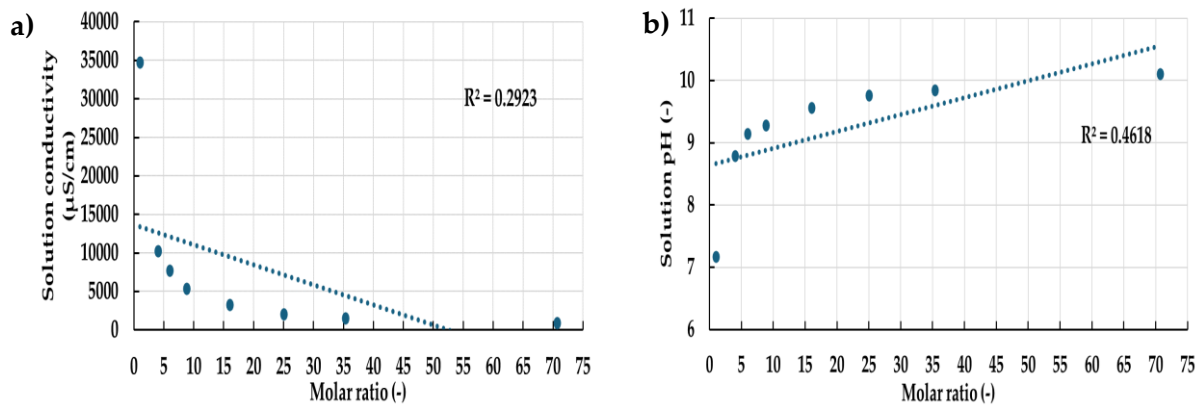 a)
Solution conductivity
(µS/cm)
40000
35000
30000
25000
20000
15000
10000
5000
0
R² = 0.2923
0 5 10 15 20 25 30 35 40 45 50 55 60 65 70 75
Molar ratio (-)
b)
Solution pH (-)
11
10
9
8
7
6
R² = 0.4618
0 5 10 15 20 25 30 35 40 45 50 55 60 65 70 75
Molar ratio (-)